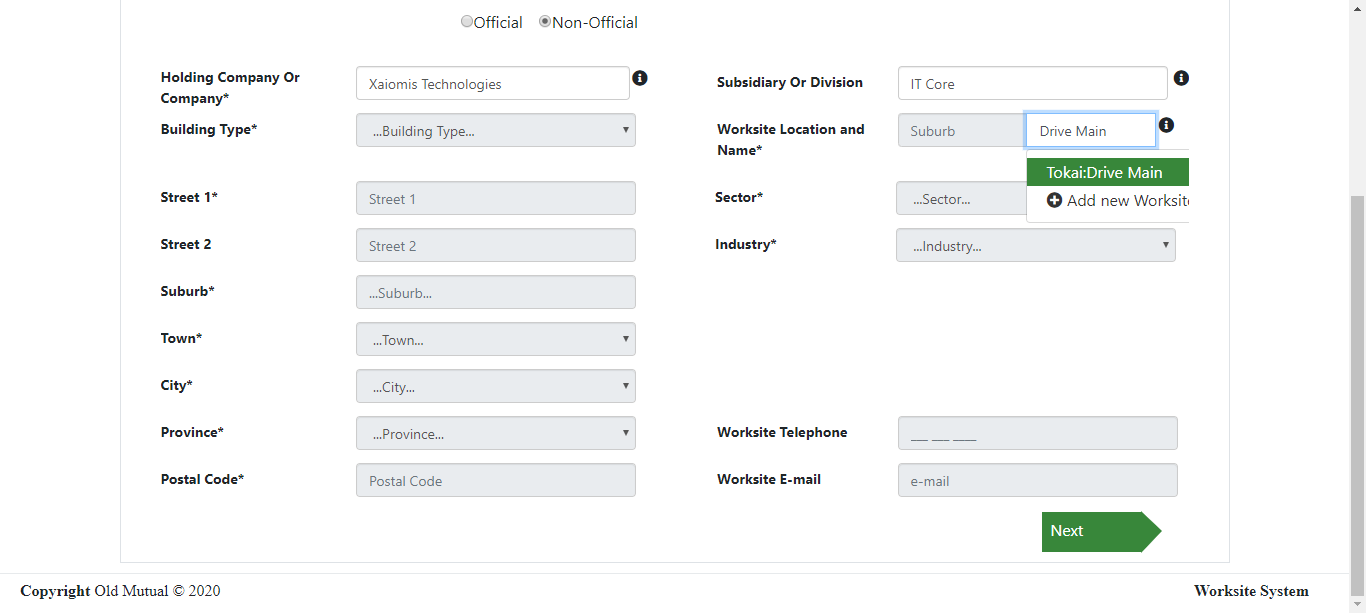 Official Non-Official
Holding Company Or
Company*
Xaiomis Technologies
Subsidiary Or Division
IT Core
Building Type*
...Building Type...
Worksite Location and
Name*
Suburb
Drive Main
Tokai:Drive Main
Add new Worksite
Street 1*
Street 1
Sector*
...Sector...
Street 2
Street 2
Industry*
...Industry...
Suburb*
...Suburb...
Town*
...Town...
City*
...City...
Province*
...Province...
Worksite Telephone
___ ___ ____
Postal Code*
Postal Code
Worksite E-mail
e-mail
Next
Copyright Old Mutual © 2020
Worksite System